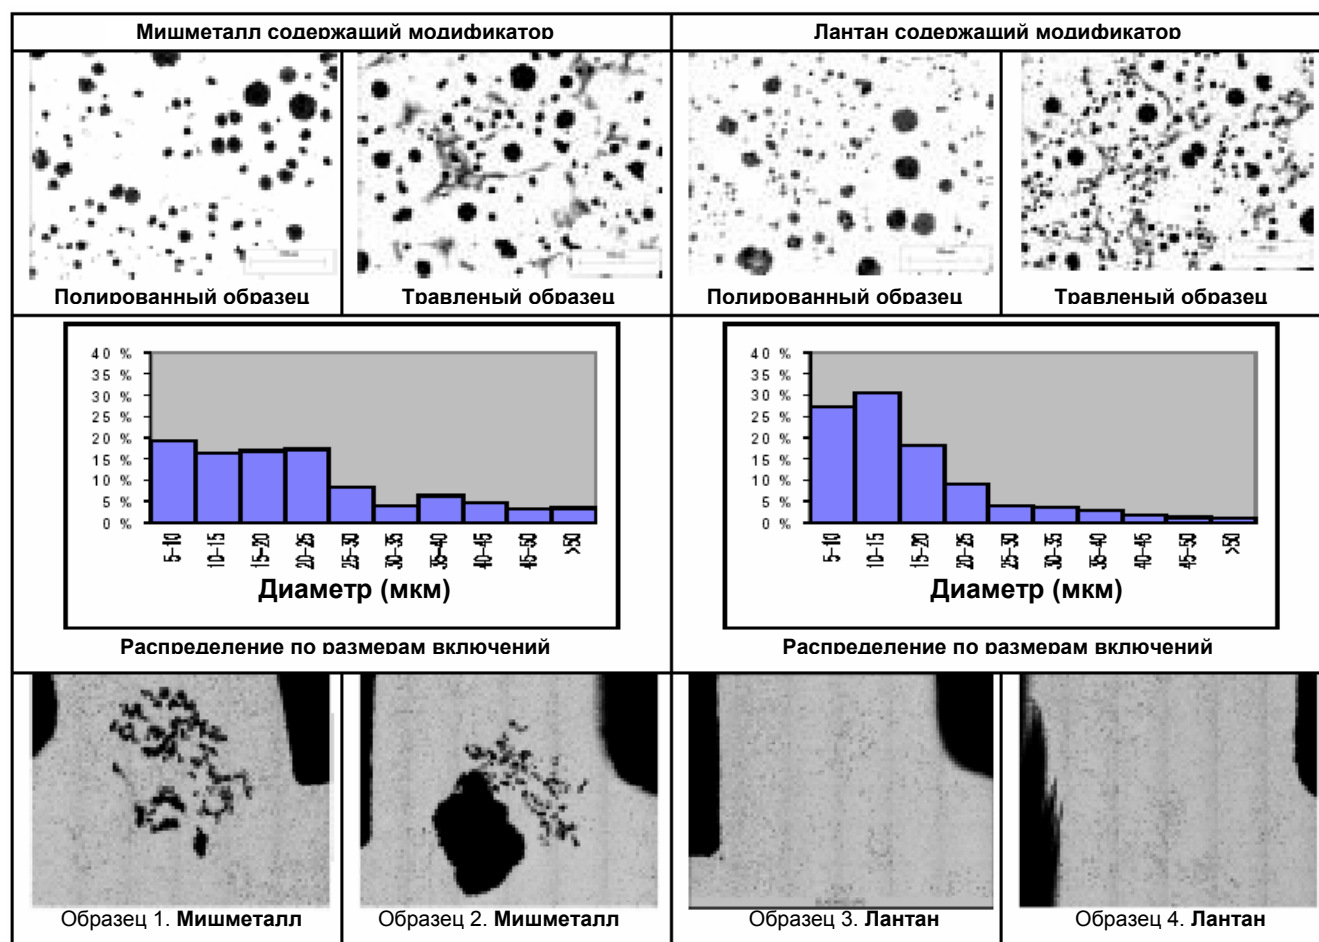 Мишметалл содержащий модификатор
Лантан содержащий модификатор
Полированный образец
Травленый образец
Полированный образец
Травленый образец
40 %
35 %
30 %
25 %
20 %
15 %
10 %
5 %
0 %
5-10
10-15
15-20
20-25
25-30
30-35
35-40
40-45
45-50
>50
Диаметр (мкм)
Распределение по размерам включений
40 %
35 %
30 %
25 %
20 %
15 %
10 %
5 %
0 %
5-10
10-15
15-20
20-25
25-30
30-35
35-40
40-45
45-50
>50
Диаметр (мкм)
Распределение по размерам включений
Образец 1. Мишметалл
Образец 2. Мишметалл
Образец 3. Лантан
Образец 4. Лантан